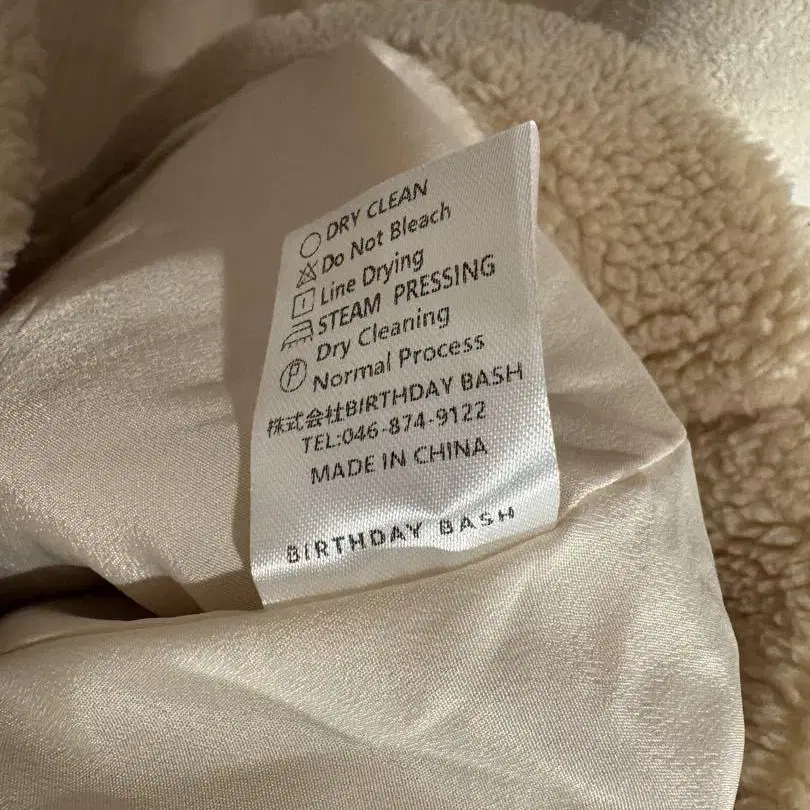 DRY CLEAN
Do Not Bleach
Line Drying
STEAM PRESSING
Dry Cleaning
P Normal Process
株式会社BIRTHDAY BASH
TEL:046-874-9122
MADE IN CHINA
BIRTHDAY BASH